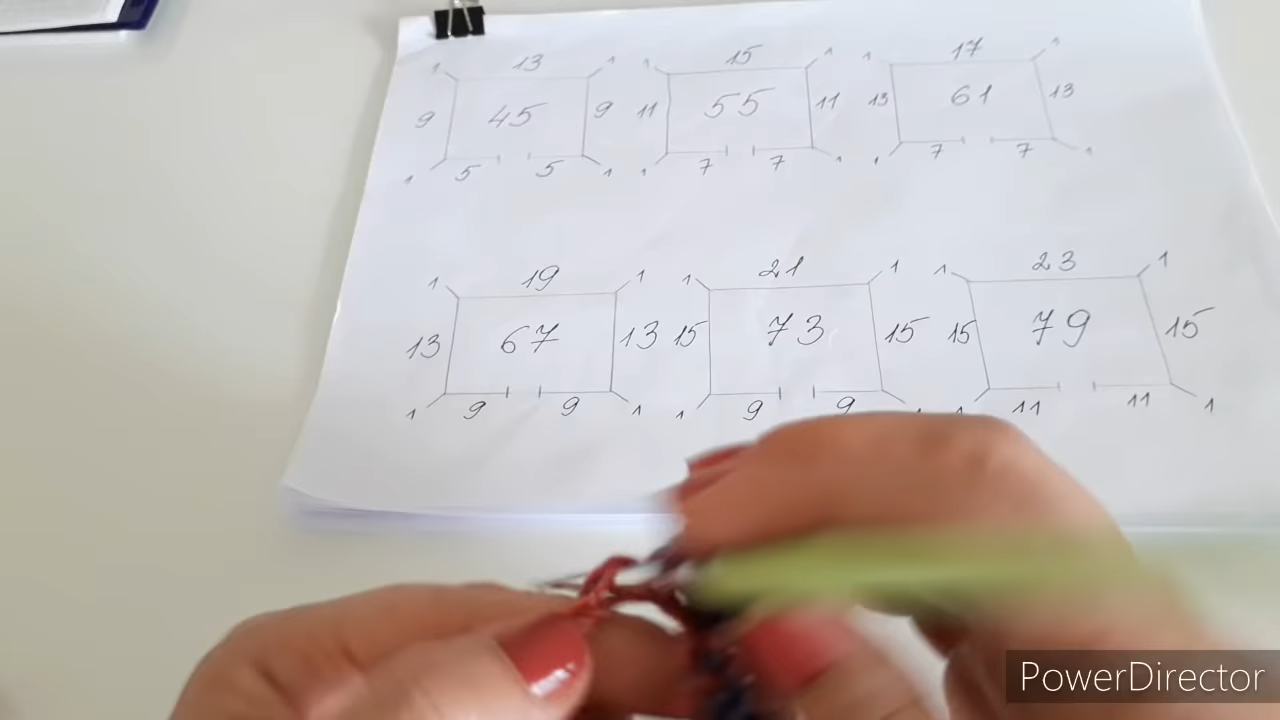 1 13 1 1 15 1 1 17 1
9 45 9 11 55 11 13 61 13
1 5 5 1 1 7 7 1 1 7 7 1
1 19 1 1 21 1 1 23 1
13 67 13 15 73 15 15 79 15
1 9 9 1 1 9 9 11 11 1
PowerDirector